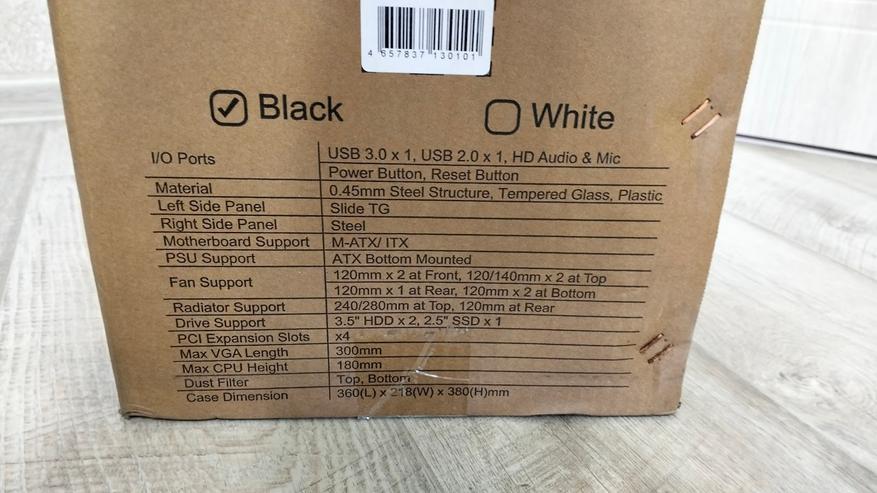 4 657837 130101
Black
White
I/O Ports USB 3.0 x 1, USB 2.0 x 1, HD Audio & Mic
Power Button, Reset Button
Material 0.45mm Steel Structure, Tempered Glass, Plastic
Left Side Panel Slide TG
Right Side Panel Steel
Motherboard Support M-ATX/ ITX
PSU Support ATX Bottom Mounted
Fan Support 120mm x 2 at Front, 120/140mm x 2 at Top
120mm x 1 at Rear, 120mm x 2 at Bottom
Radiator Support 240/280mm at Top, 120mm at Rear
Drive Support 3.5" HDD x 2, 2.5" SSD x 1
PCI Expansion Slots x4
Max VGA Length 300mm
Max CPU Height 180mm
Dust Filter Top, Bottom
Case Dimension 360(L) x 218(W) x 380(H)mm